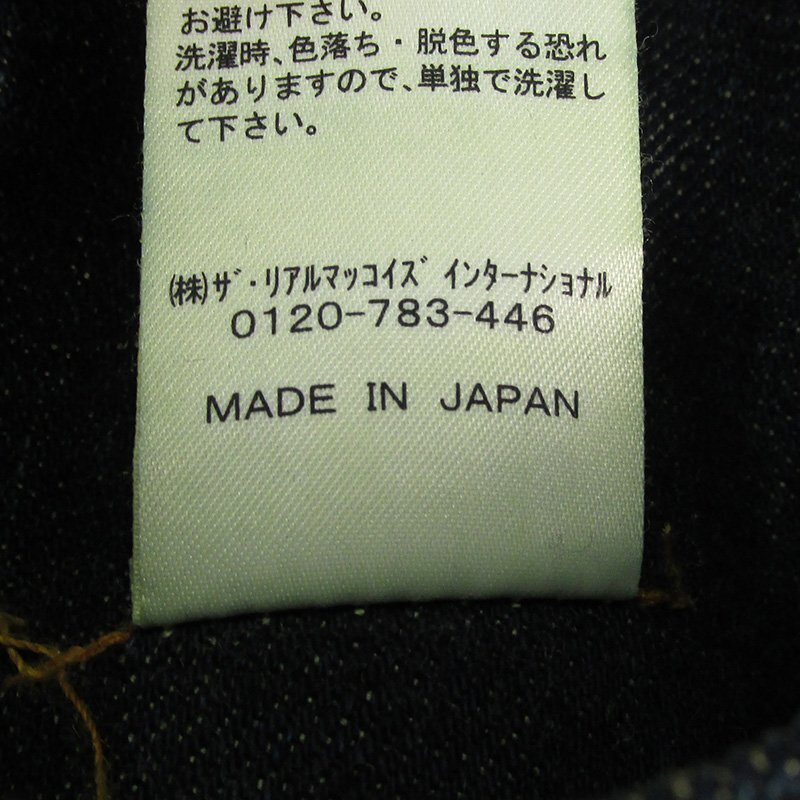 お避け下さい。
洗濯時、色落ち・脱色する恐れ
がありますので、単独で洗濯し
て下さい。
(株)ｻﾞ・ﾘｱﾙﾏｯｺｲｽﾞ ｲﾝﾀｰﾅｼｮﾅﾙ
0120-783-446
MADE IN JAPAN